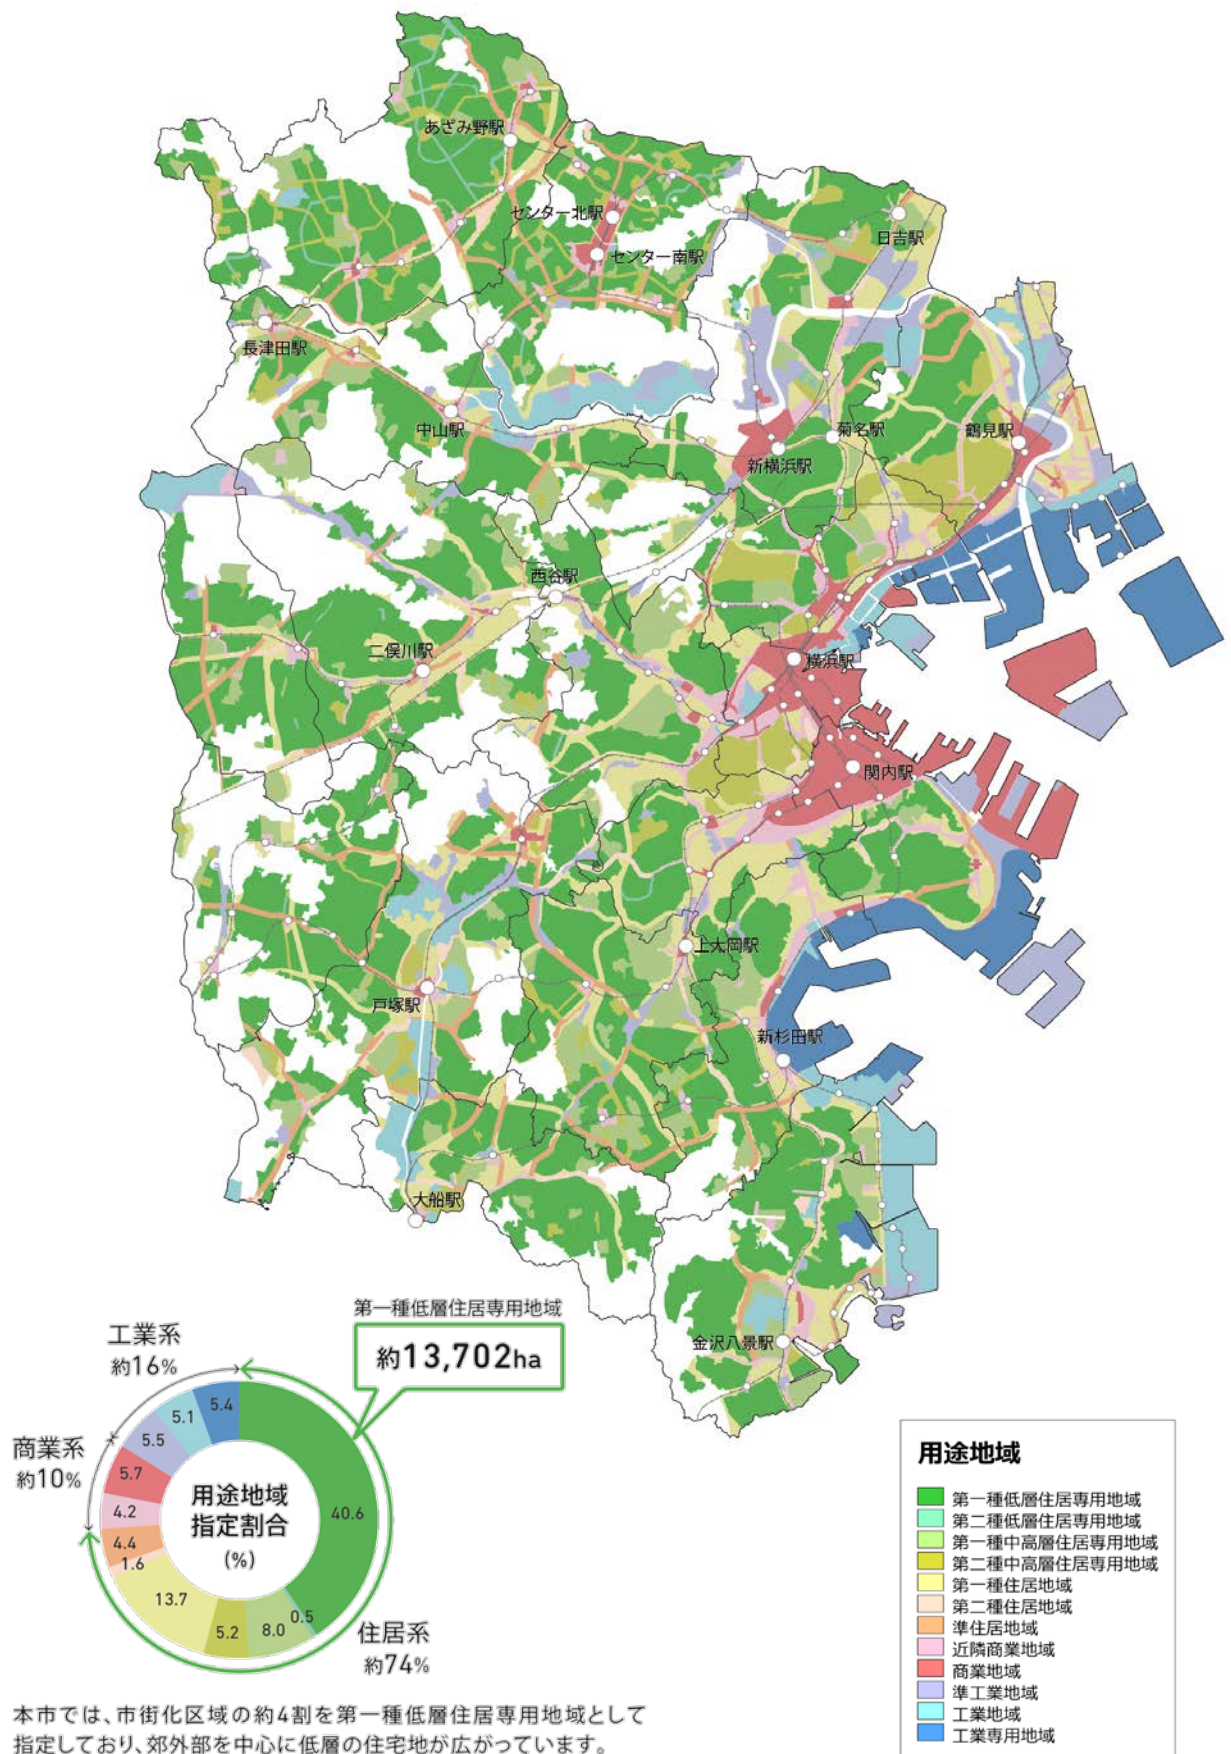 あざみ野駅
センター北駅
日吉駅
センター南駅
長津田駅
中山駅
菊名駅
鶴見駅
新横浜駅
西谷駅
二俣川駅
横浜駅
関内駅
上大岡駅
戸塚駅
新杉田駅
大船駅
金沢八景駅
第一種低層住居専用地域
約13,702ha
工業系
約16%
商業系
約10%
住居系
約74%
用途地域
指定割合
(%)
40.6
0.5
8.0
5.2
13.7
1.6
4.4
4.2
5.7
5.5
5.1
5.4
本市では、市街化区域の約4割を第一種低層住居専用地域として
指定しており、郊外部を中心に低層の住宅地が広がっています。
用途地域
第一種低層住居専用地域
第二種低層住居専用地域
第一種中高層住居専用地域
第二種中高層住居専用地域
第一種住居地域
第二種住居地域
準住居地域
近隣商業地域
商業地域
準工業地域
工業地域
工業専用地域